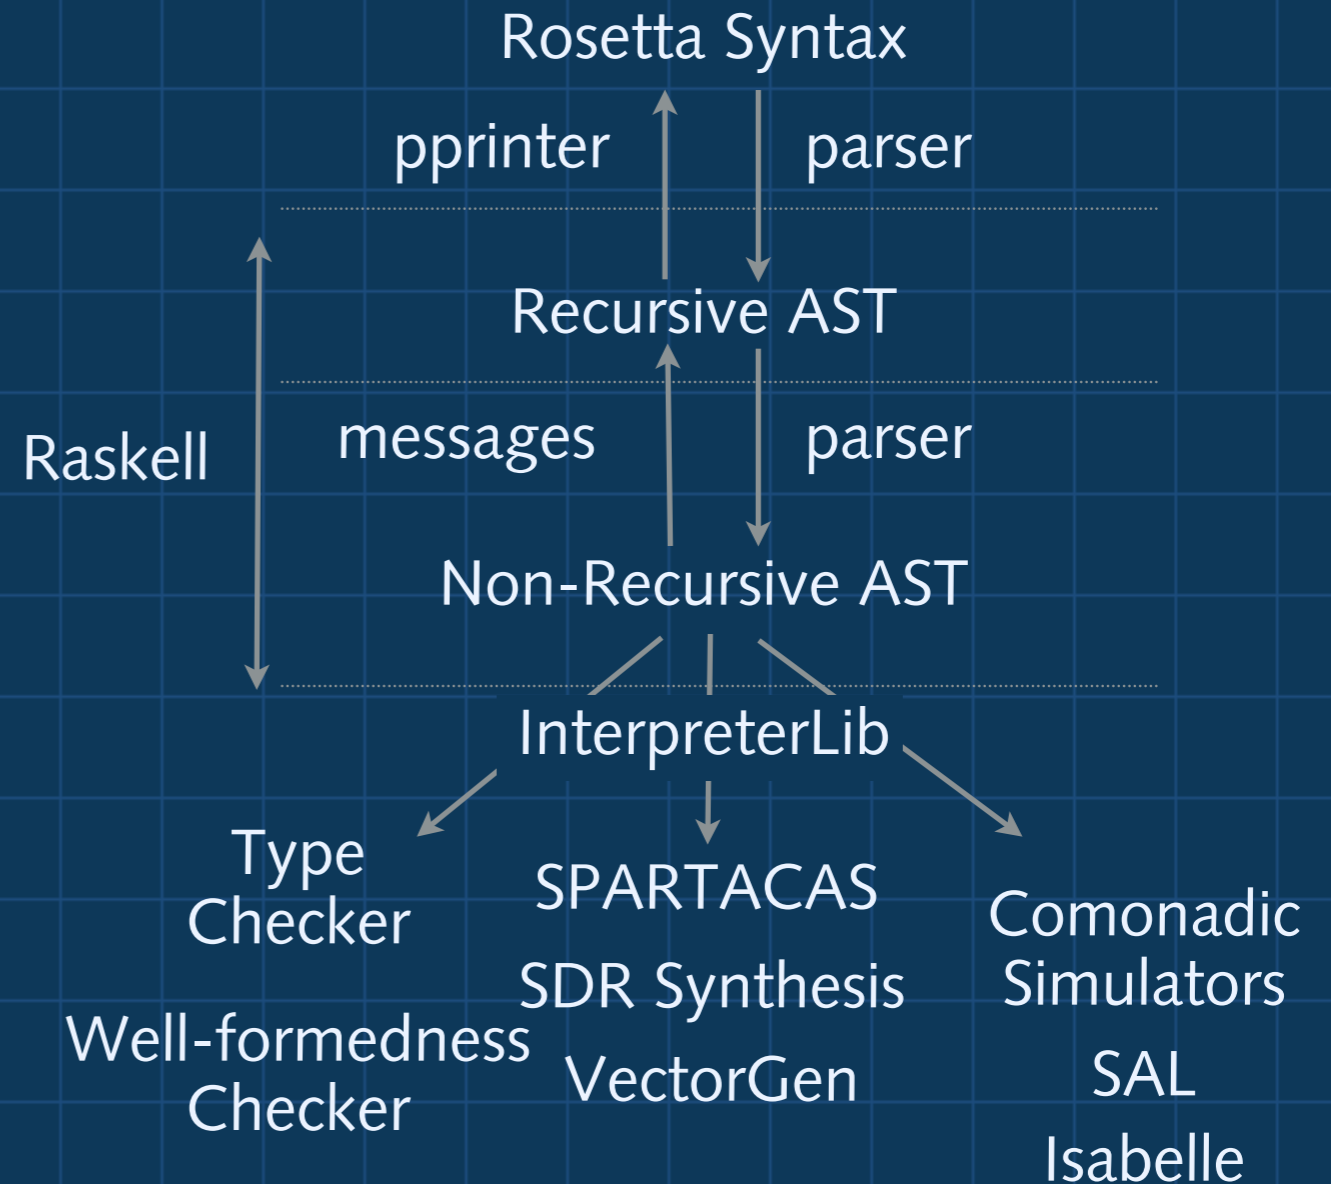 Rosetta Syntax
pprinter
parser
Recursive AST
Raskell
messages
parser
Non-Recursive AST
InterpreterLib
Type
Checker
Well-formedness
Checker
SPARTACAS
SDR Synthesis
VectorGen
Comonadic
Simulators
SAL
Isabelle